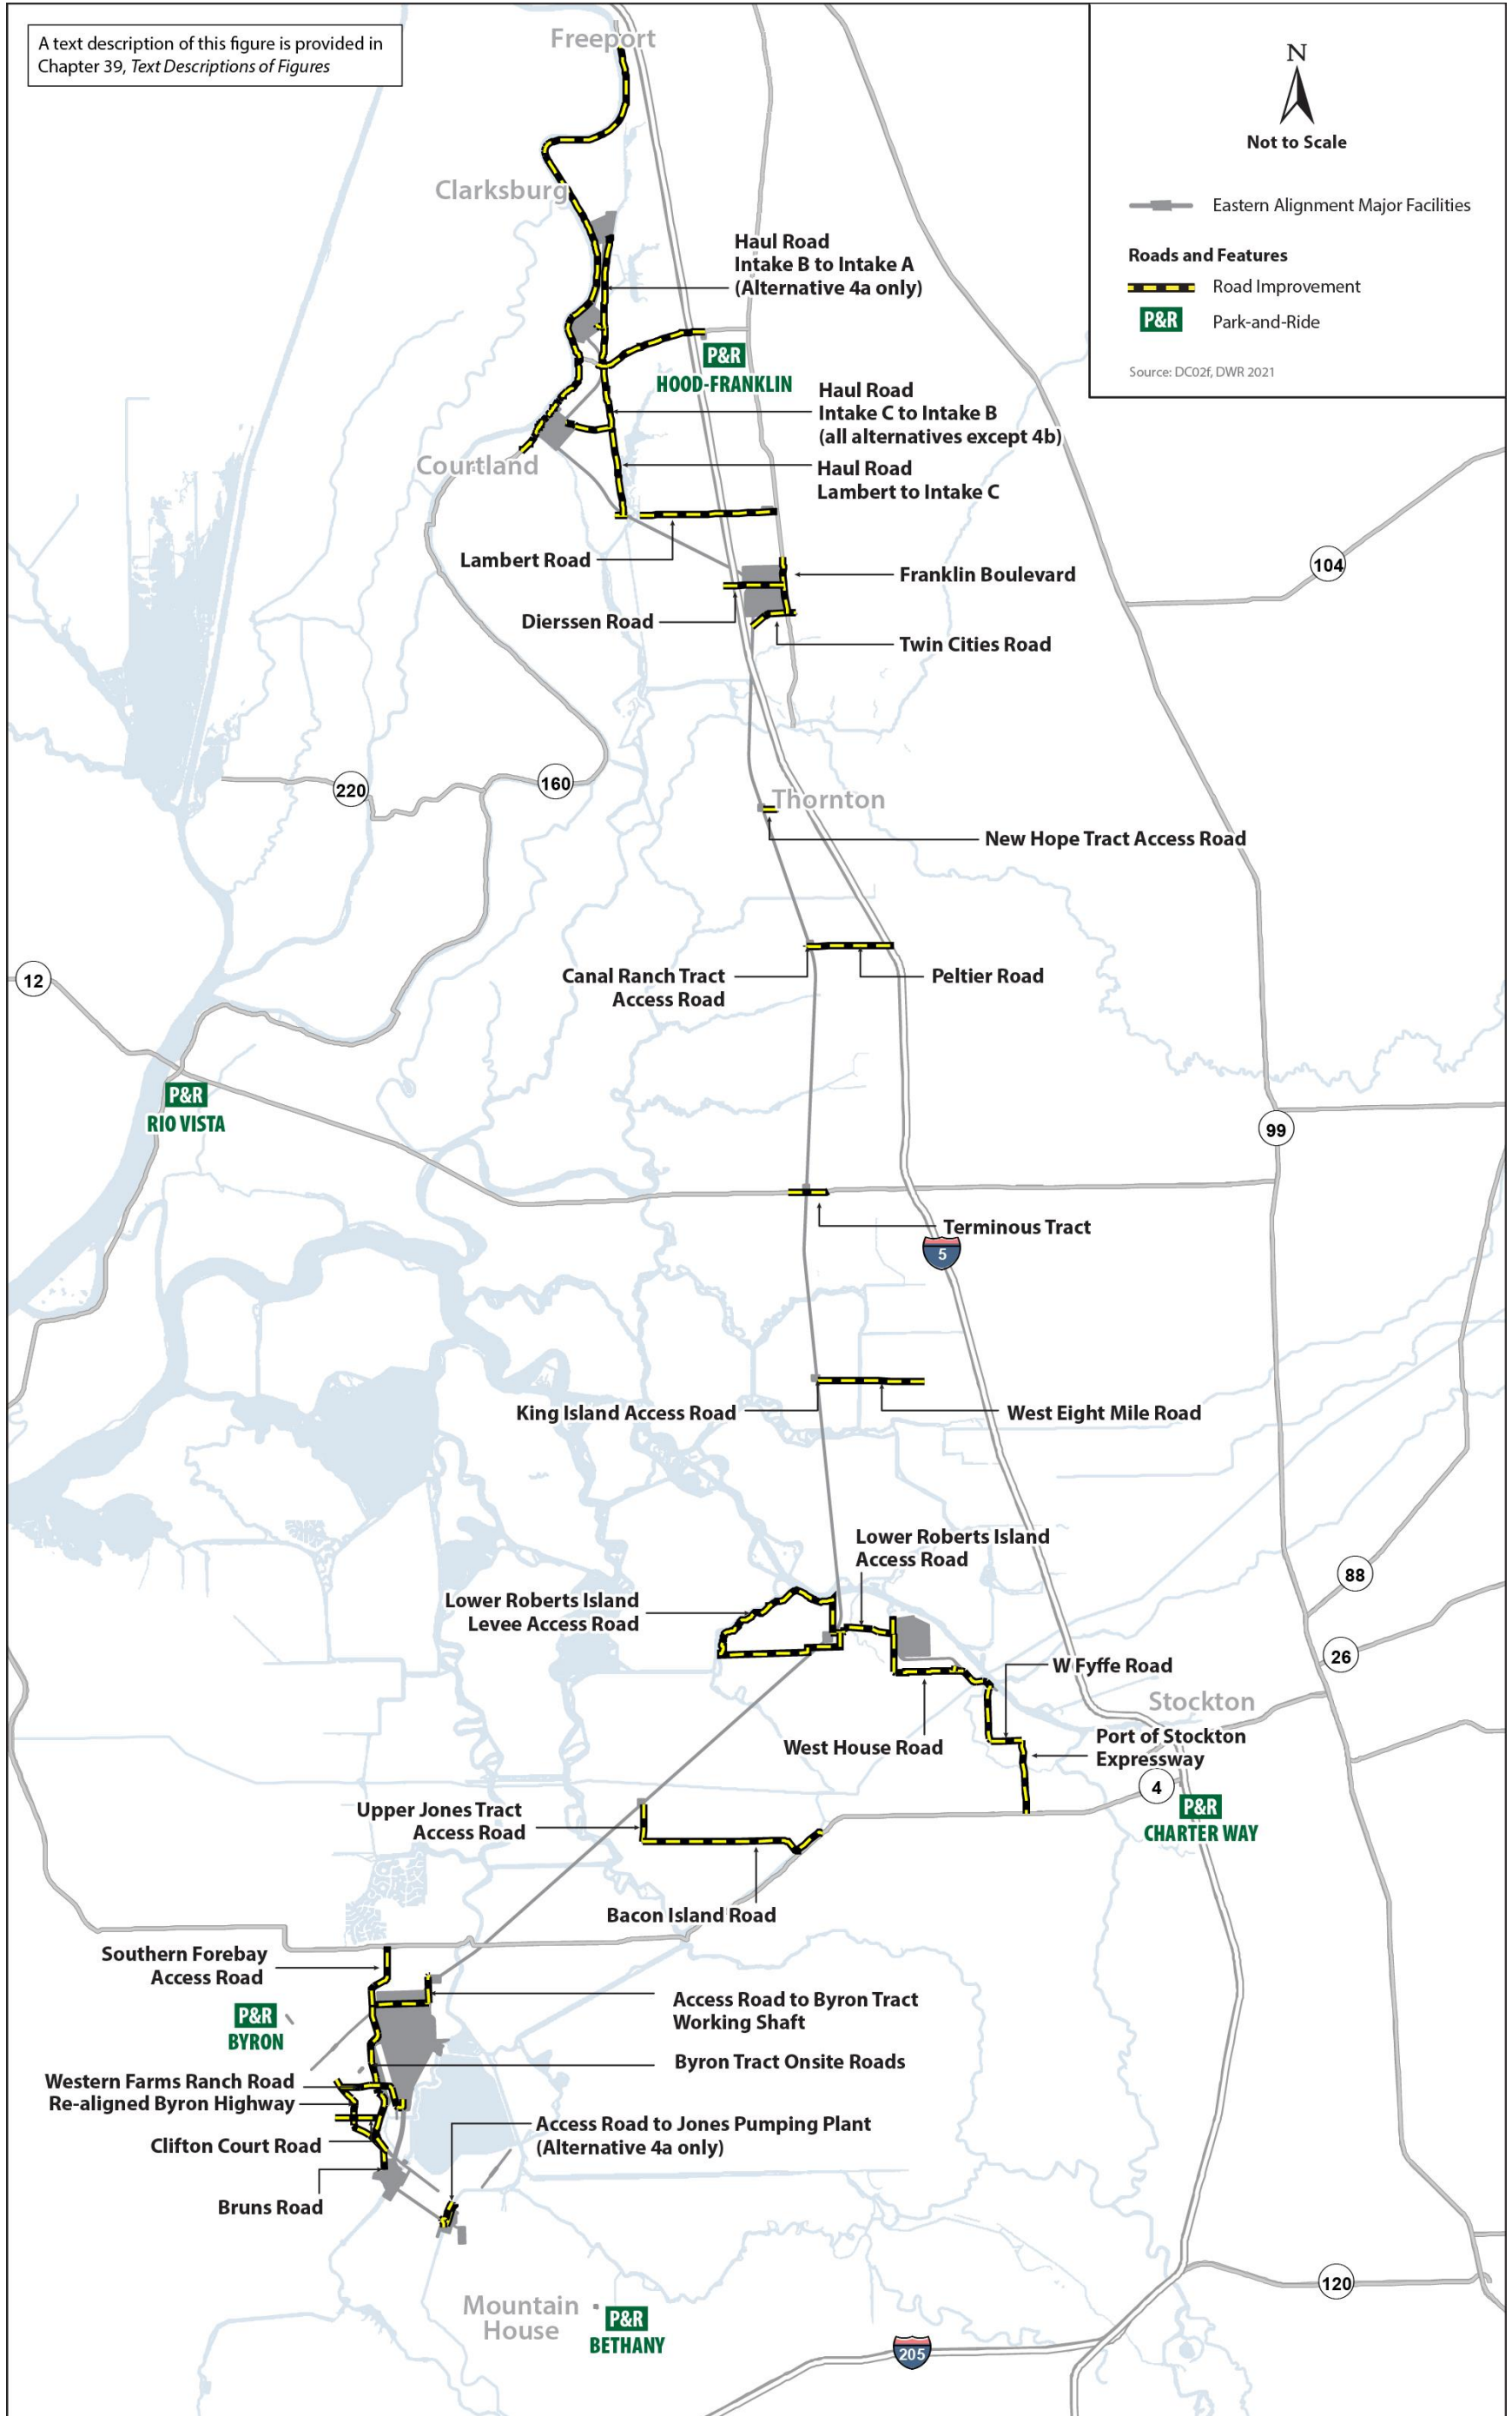 A text description of this figure is provided in
Chapter 39, Text Descriptions of Figures
N
Not to Scale
Eastern Alignment Major Facilities
Roads and Features
Road Improvement
P&R
Park-and-Ride
Source: DC02f, DWR 2021
Freeport
Clarksburg
Haul Road
Intake B to Intake A
(Alternative 4a only)
P&R
HOOD-FRANKLIN
Haul Road
Intake C to Intake B
(all alternatives except 4b)
Courtland
Haul Road
Lambert to Intake C
Lambert Road
104
Franklin Boulevard
Dierssen Road
Twin Cities Road
220
160
Thornton
New Hope Tract Access Road
12
Canal Ranch Tract
Access Road
Peltier Road
P&R
RIO VISTA
99
Terminous Tract
5
King Island Access Road
West Eight Mile Road
Lower Roberts Island
Access Road
88
Lower Roberts Island
Levee Access Road
26
W Fyffe Road
Stockton
West House Road
Port of Stockton
Expressway
4
P&R
CHARTER WAY
Upper Jones Tract
Access Road
Bacon Island Road
Southern Forebay
Access Road
P&R
BYRON
Access Road to Byron Tract
Working Shaft
Byron Tract Onsite Roads
Western Farms Ranch Road
Re-aligned Byron Highway
Clifton Court Road
Access Road to Jones Pumping Plant
(Alternative 4a only)
Bruns Road
120
Mountain
House
P&R
BETHANY
205